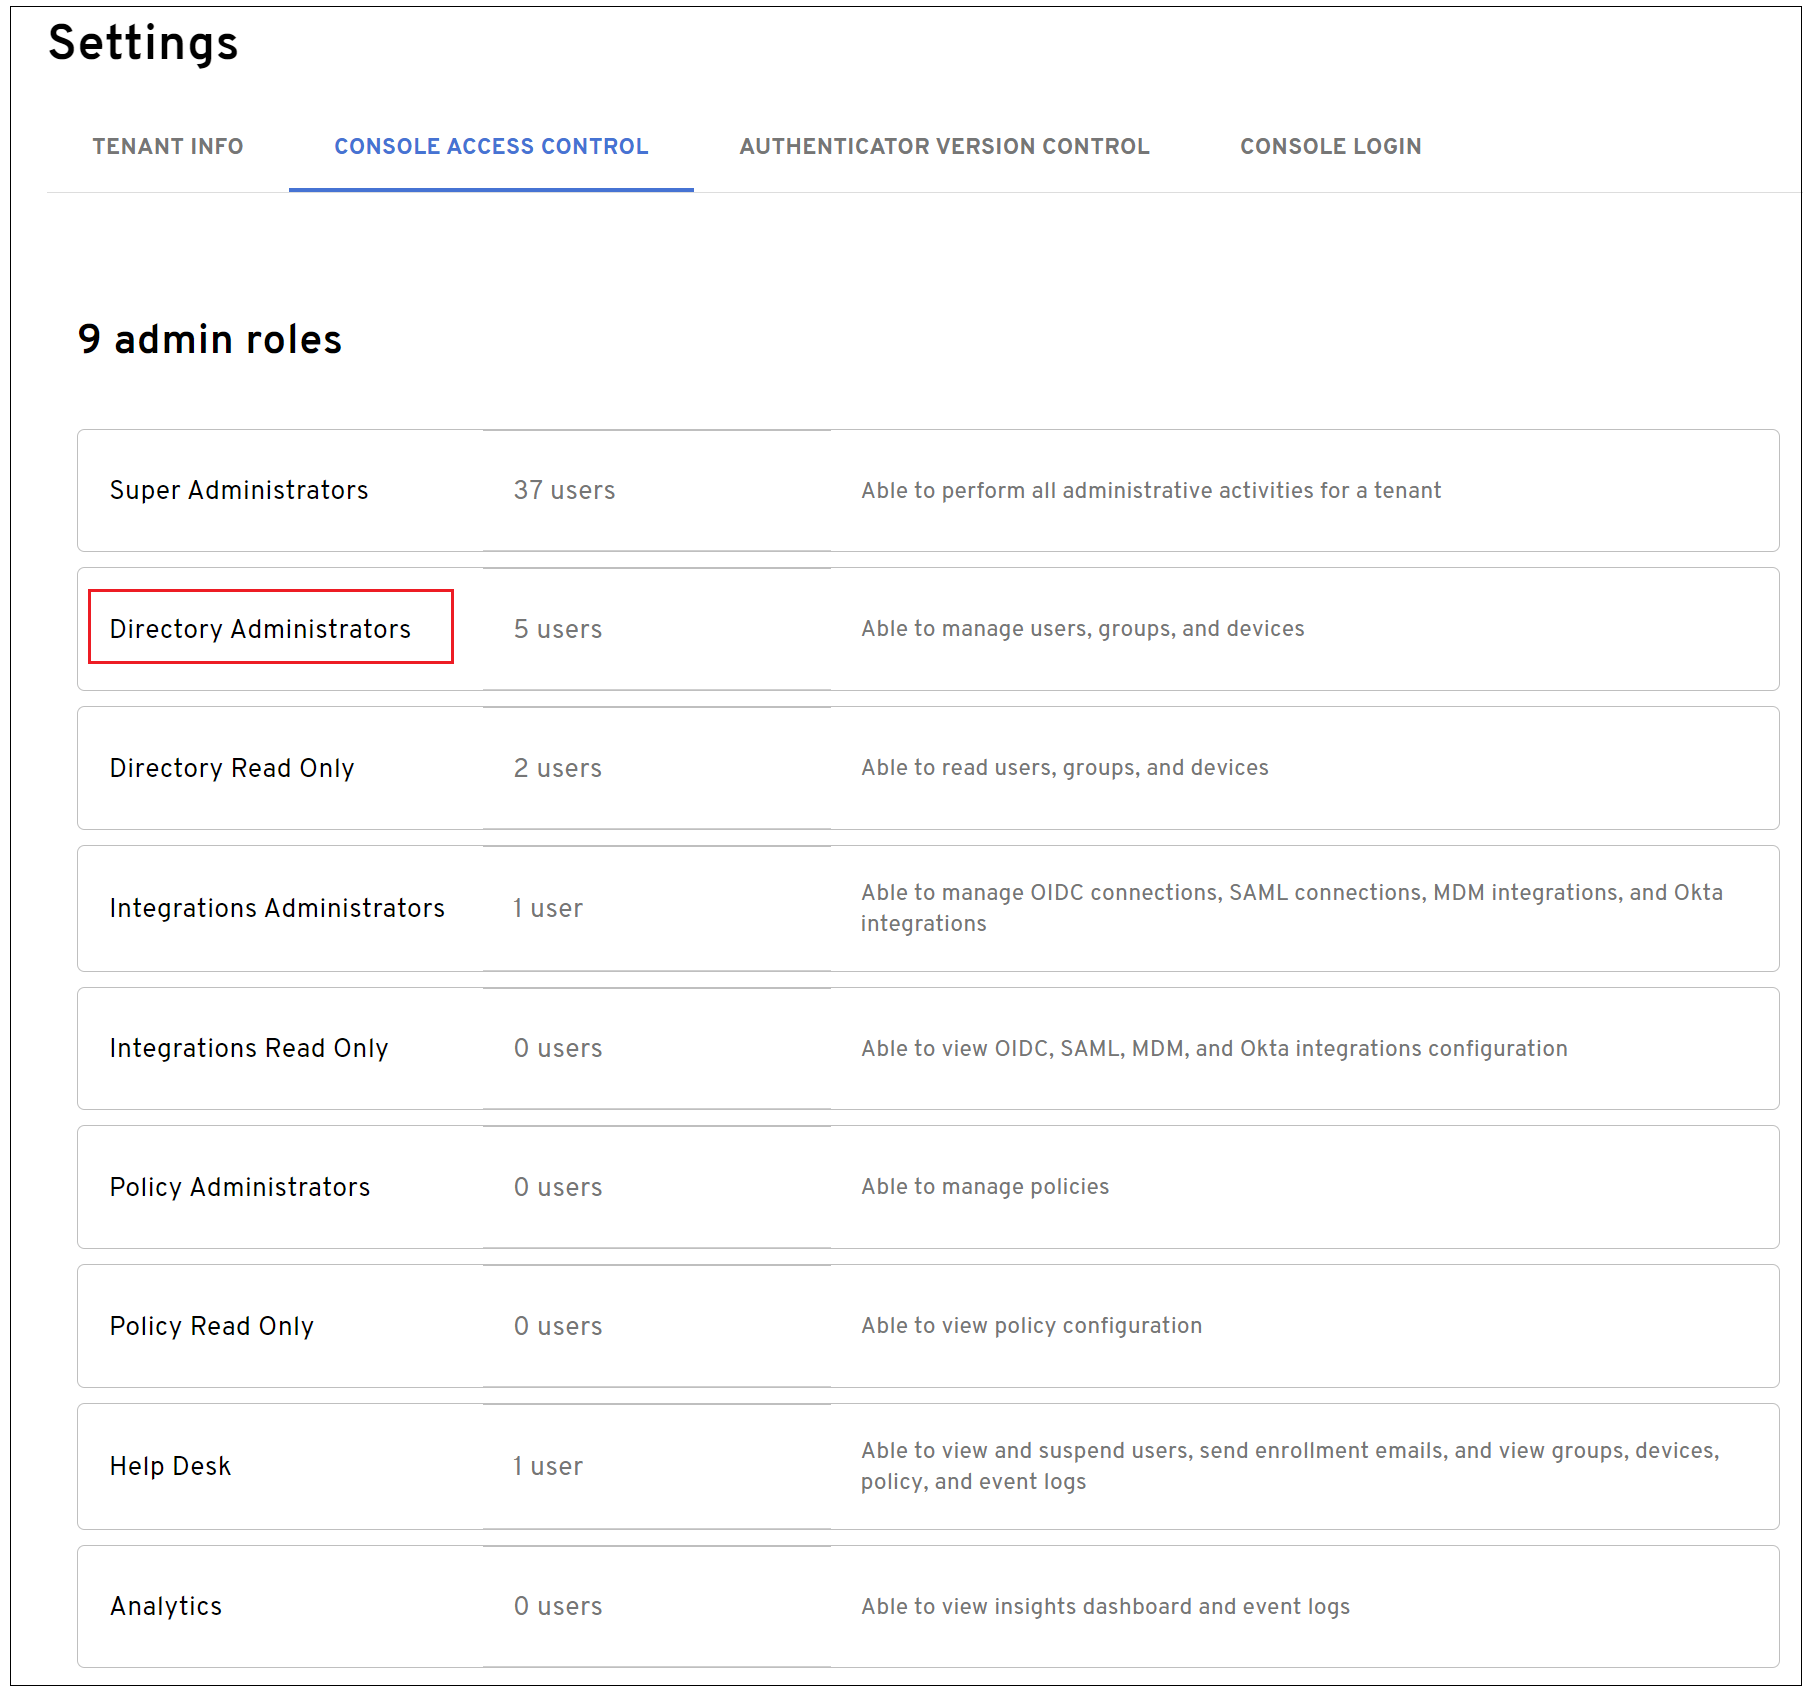 Settings
TENANT INFO
CONSOLE ACCESS CONTROL
AUTHENTICATOR VERSION CONTROL
CONSOLE LOGIN
9 admin roles
Super Administrators
37 users
Able to perform all administrative activities for a tenant
Directory Administrators
5 users
Able to manage users, groups, and devices
Directory Read Only
2 users
Able to read users, groups, and devices
Integrations Administrators
1 user
Able to manage OIDC connections, SAML connections, MDM integrations, and Okta
integrations
Integrations Read Only
0 users
Able to view OIDC, SAML, MDM, and Okta integrations configuration
Policy Administrators
0 users
Able to manage policies
Policy Read Only
0 users
Able to view policy configuration
Help Desk
1 user
Able to view and suspend users, send enrollment emails, and view groups, devices,
policy, and event logs
Analytics
0 users
Able to view insights dashboard and event logs